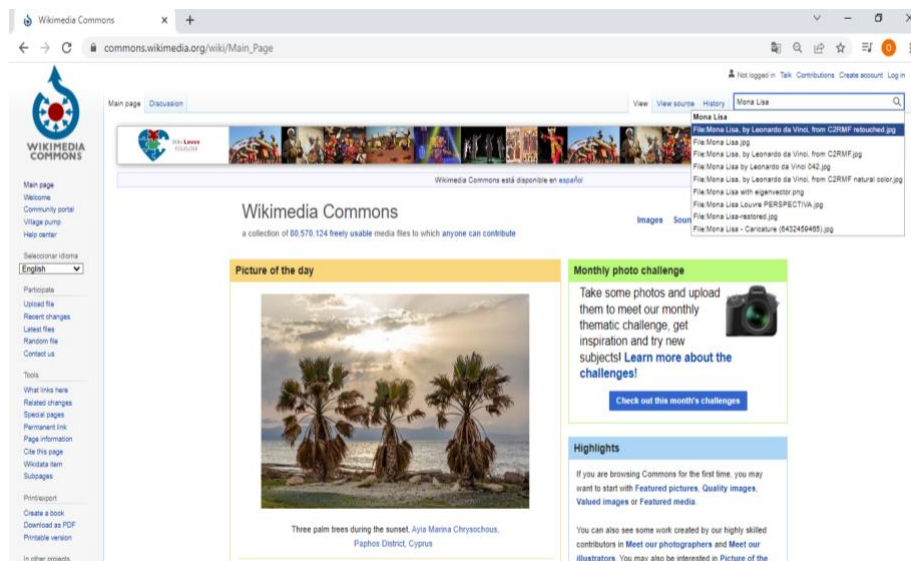 Wikimedia Commons
commons.wikimedia.org/wiki/Main_Page
Not logged in Talk Contributions Create account Log in
Main page Discussion
View View source History
Mona Lisa
Mona Lisa
File:Mona Lisa, by Leonardo da Vinci, from C2RMF retouched.jpg
File:Mona Lisa.jpg
File:Mona Lisa, by Leonardo da Vinci, from C2RMF.jpg
File:Mona Lisa by Leonardo da Vinci 042.jpg
File:Mona Lisa, by Leonardo da Vinci, from C2RMF natural color.jpg
File:Mona Lisa with eigenvector.png
File:Mona Lisa Louvre PERSPECTIVA.jpg
File:Mona Lisa-restored.jpg
File:Mona Lisa - Caricature (6432459465).jpg
WIKIMEDIA
COMMONS
Wiki Loves
FOLKLORE
Wikimedia Commons está disponible en español
Main page
Welcome
Community portal
Village pump
Help center
Seleccionar idioma
English
Participate
Upload file
Recent changes
Latest files
Random file
Contact us
Tools
What links here
Related changes
Special pages
Permanent link
Page information
Cite this page
Wikidata item
Subpages
Print/export
Create a book
Download as PDF
Printable version
In other projects
Wikimedia Commons
a collection of 80,570,124 freely usable media files to which anyone can contribute
Images
Picture of the day
Three palm trees during the sunset, Ayia Marina Chrysochous,
Paphos District, Cyprus
Monthly photo challenge
Take some photos and upload
them to meet our monthly
thematic challenge, get
inspiration and try new
subjects! Learn more about the
challenges!
Check out this month's challenges
Highlights
If you are browsing Commons for the first time, you may
want to start with Featured pictures, Quality images,
Valued images or Featured media.
You can also see some work created by our highly skilled
contributors in Meet our photographers and Meet our
illustrators. You may also be interested in Picture of the